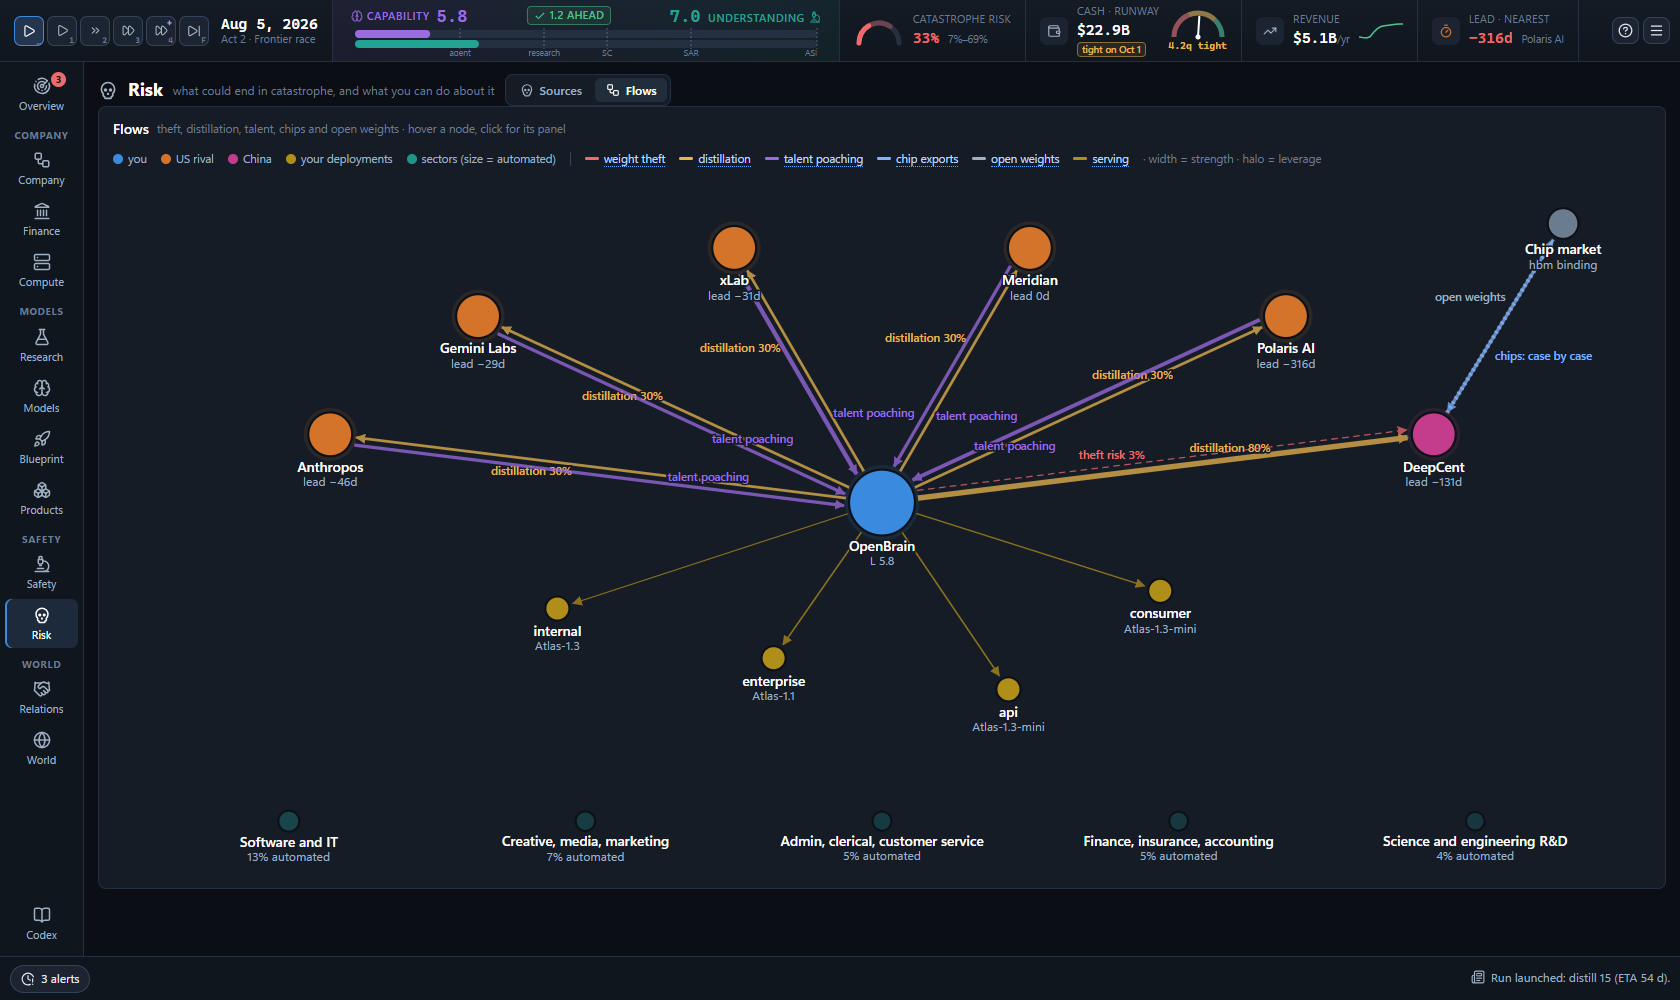 Aug 5, 2026
Act 2 · Frontier race
1
2
3
4
F
CAPABILITY 5.8
1.2 AHEAD
7.0 UNDERSTANDING
agent
research
SC
SAR
ASI
CATASTROPHE RISK
33% 7%–69%
CASH · RUNWAY
$22.9B
tight on Oct 1
4.2q tight
REVENUE
$5.1B/yr
LEAD · NEAREST
−316d Polaris AI
3
Overview
COMPANY
Company
Finance
Compute
MODELS
Research
Models
Blueprint
Products
SAFETY
Safety
Risk
WORLD
Relations
World
Codex
Risk what could end in catastrophe, and what you can do about it
Sources
Flows
Flows theft, distillation, talent, chips and open weights · hover a node, click for its panel
you
US rival
China
your deployments
sectors (size = automated)
weight theft
distillation
talent poaching
chip exports
open weights
serving
· width = strength · halo = leverage
xLab
lead −31d
Meridian
lead 0d
Chip market
hbm binding
Gemini Labs
lead −29d
Polaris AI
lead −316d
open weights
chips: case by case
distillation 30%
distillation 30%
distillation 30%
distillation 30%
talent poaching
talent poaching
talent poaching
talent poaching
Anthropos
lead −46d
distillation 30%
talent poaching
theft risk 3%
distillation 80%
DeepCent
lead −131d
OpenBrain
L 5.8
internal
Atlas-1.3
consumer
Atlas-1.3-mini
enterprise
Atlas-1.1
api
Atlas-1.3-mini
Software and IT
13% automated
Creative, media, marketing
7% automated
Admin, clerical, customer service
5% automated
Finance, insurance, accounting
5% automated
Science and engineering R&D
4% automated
3 alerts
Run launched: distill 15 (ETA 54 d).